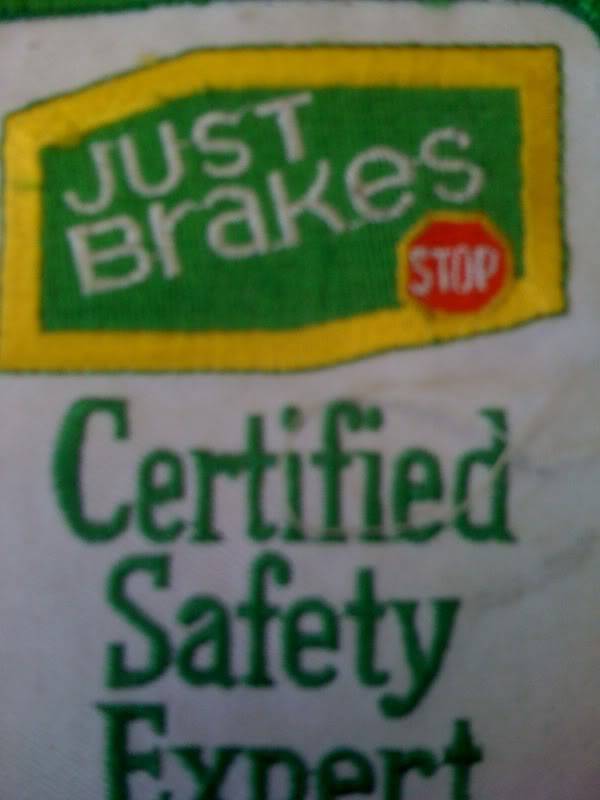 JUST
Brakes
STOP
Certified
Safety
Expert